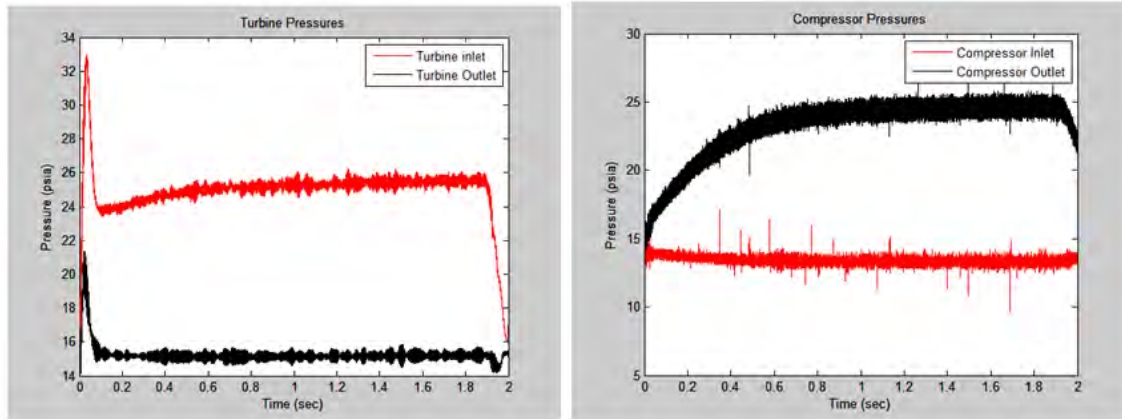 Turbine Pressures
34
32
30
28
26
24
22
20
18
16
14
0 0.2 0.4 0.6 0.8 1 1.2 1.4 1.6 1.8 2
Time (sec)
Pressure (psia)
Turbine inlet
Turbine Outlet
Compressor Pressures
30
25
20
15
10
5
0 0.2 0.4 0.6 0.8 1 1.2 1.4 1.6 1.8 2
Time (sec)
Pressure (psia)
Compressor Inlet
Compressor Outlet